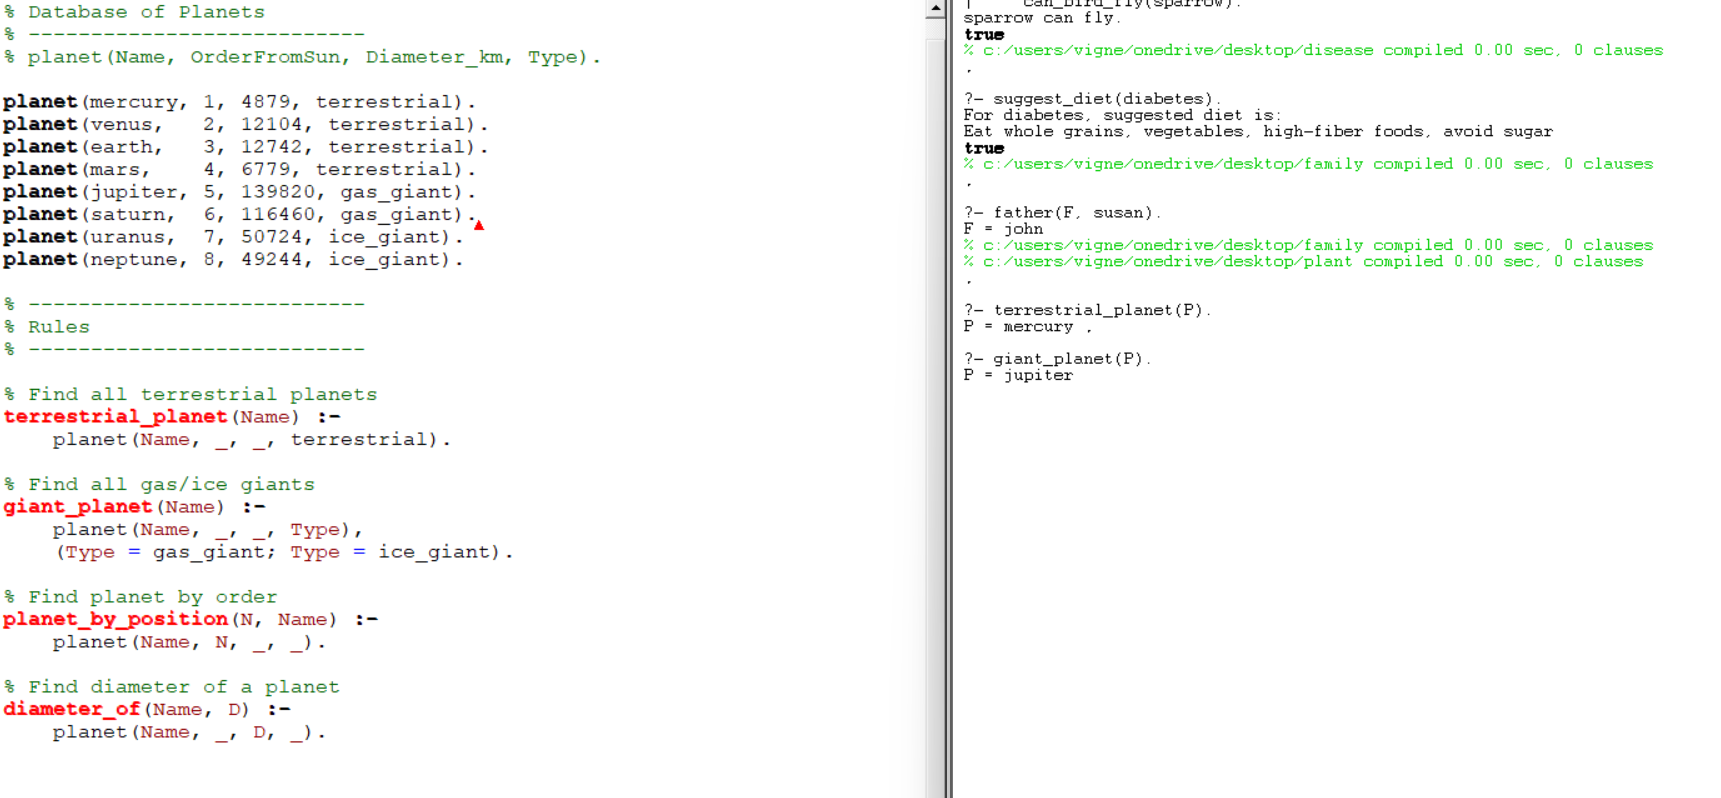 % Database of Planets
% ---------------------------
% planet(Name, OrderFromSun, Diameter_km, Type).
planet(mercury, 1, 4879, terrestrial).
planet(venus,   2, 12104, terrestrial).
planet(earth,   3, 12742, terrestrial).
planet(mars,    4, 6779, terrestrial).
planet(jupiter, 5, 139820, gas_giant).
planet(saturn,  6, 116460, gas_giant).
planet(uranus,  7, 50724, ice_giant).
planet(neptune, 8, 49244, ice_giant).
% ---------------------------
% Rules
% ---------------------------
% Find all terrestrial planets
terrestrial_planet(Name) :-
    planet(Name, _, _, terrestrial).
% Find all gas/ice giants
giant_planet(Name) :-
    planet(Name, _, _, Type),
    (Type = gas_giant; Type = ice_giant).
% Find planet by order
planet_by_position(N, Name) :-
    planet(Name, N, _, _).
% Find diameter of a planet
diameter_of(Name, D) :-
    planet(Name, _, D, _).
|    can_bird_fly(sparrow).
sparrow can fly.
true
% c:/users/vigne/onedrive/desktop/disease compiled 0.00 sec, 0 clauses
.
?- suggest_diet(diabetes).
For diabetes, suggested diet is:
Eat whole grains, vegetables, high-fiber foods, avoid sugar
true
% c:/users/vigne/onedrive/desktop/family compiled 0.00 sec, 0 clauses
.
?- father(F, susan).
F = john
% c:/users/vigne/onedrive/desktop/family compiled 0.00 sec, 0 clauses
% c:/users/vigne/onedrive/desktop/plant compiled 0.00 sec, 0 clauses
.
?- terrestrial_planet(P).
P = mercury .
?- giant_planet(P).
P = jupiter